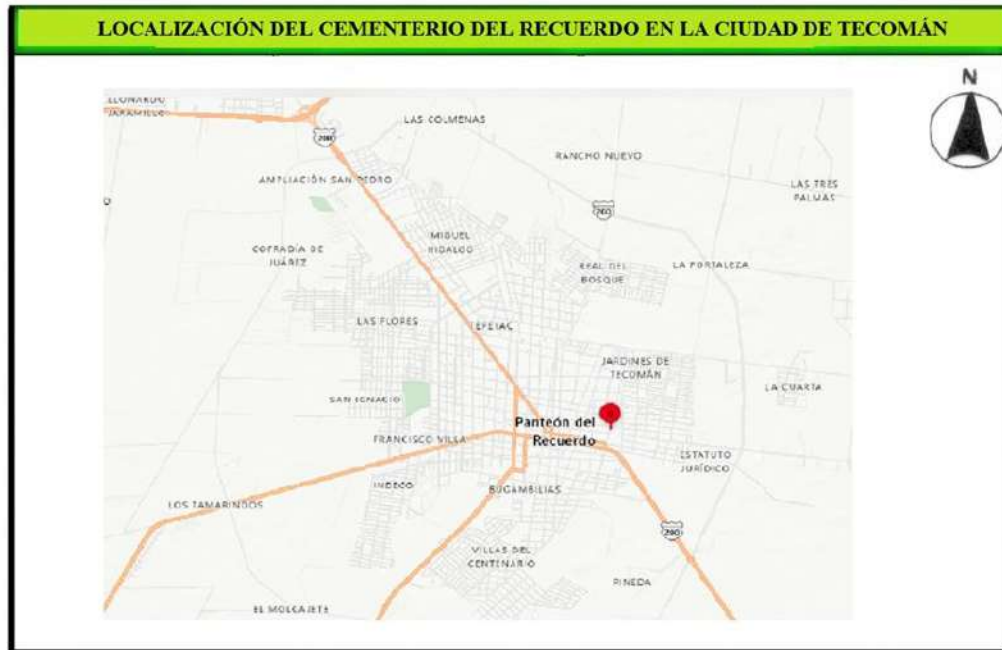 LOCALIZACIÓN DEL CEMENTERIO DEL RECUERDO EN LA CIUDAD DE TECOMÁN
N
LEONARDO
JARAMILLO
LAS COLMENAS
200
RANCHO NUEVO
AMPLIACIÓN SAN PEDRO
LAS TRES
PALMAS
200
MIGUEL
HIDALGO
COFRADÍA DE
JUÁREZ
REAL DEL
BOSQUE
LA FORTALEZA
LAS FLORES
TEPEYAC
JARDINES DE
TECOMÁN
LA CUARTA
SAN IGNACIO
Panteón del
Recuerdo
FRANCISCO VILLA
ESTATUTO
JURÍDICO
INDECO
BUGAMBILIAS
LOS TAMARINDOS
200
VILLAS DEL
CENTENARIO
PINEDA
EL MOLCAJETE